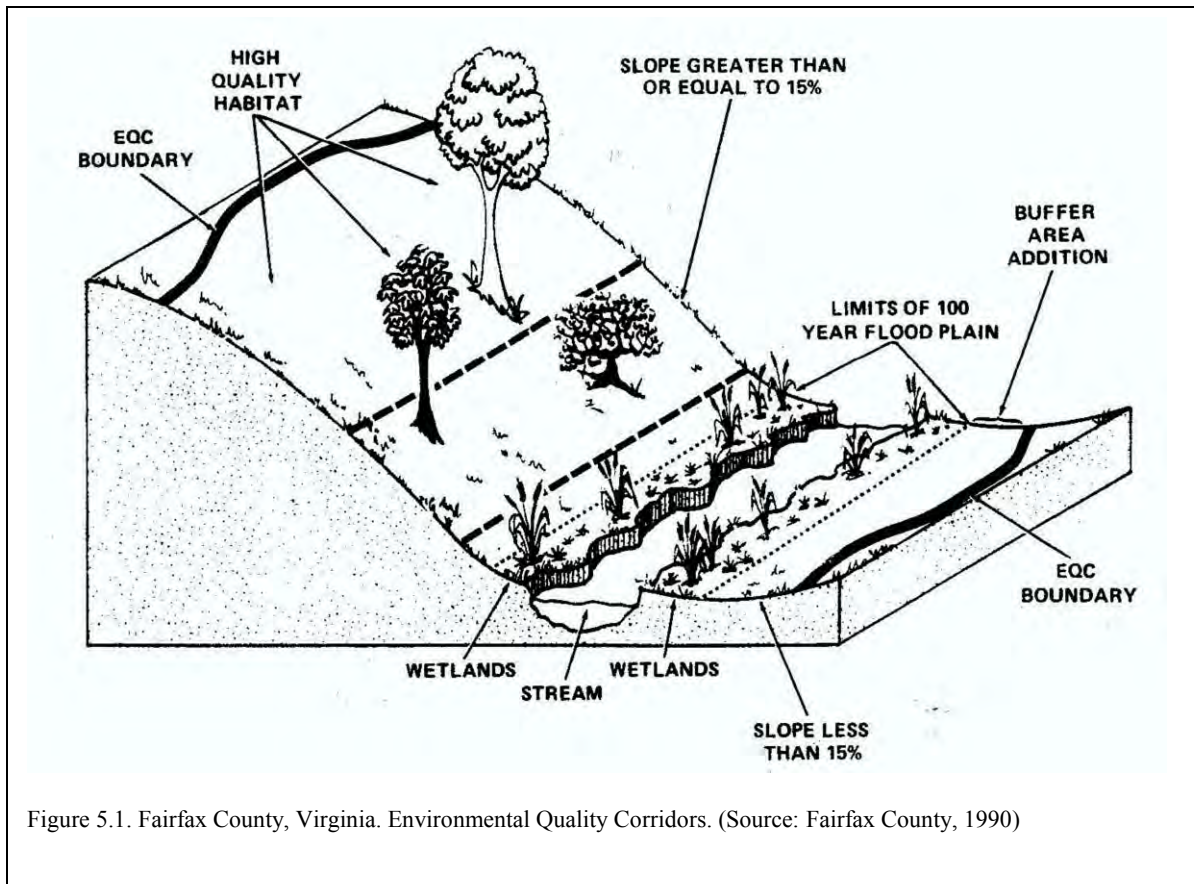 HIGH
QUALITY
HABITAT
SLOPE GREATER THAN
OR EQUAL TO 15%
EQC
BOUNDARY
BUFFER
AREA
ADDITION
LIMITS OF 100
YEAR FLOOD PLAIN
EQC
BOUNDARY
WETLANDS
STREAM
WETLANDS
SLOPE LESS
THAN 15%
Figure 5.1. Fairfax County, Virginia. Environmental Quality Corridors. (Source: Fairfax County, 1990)